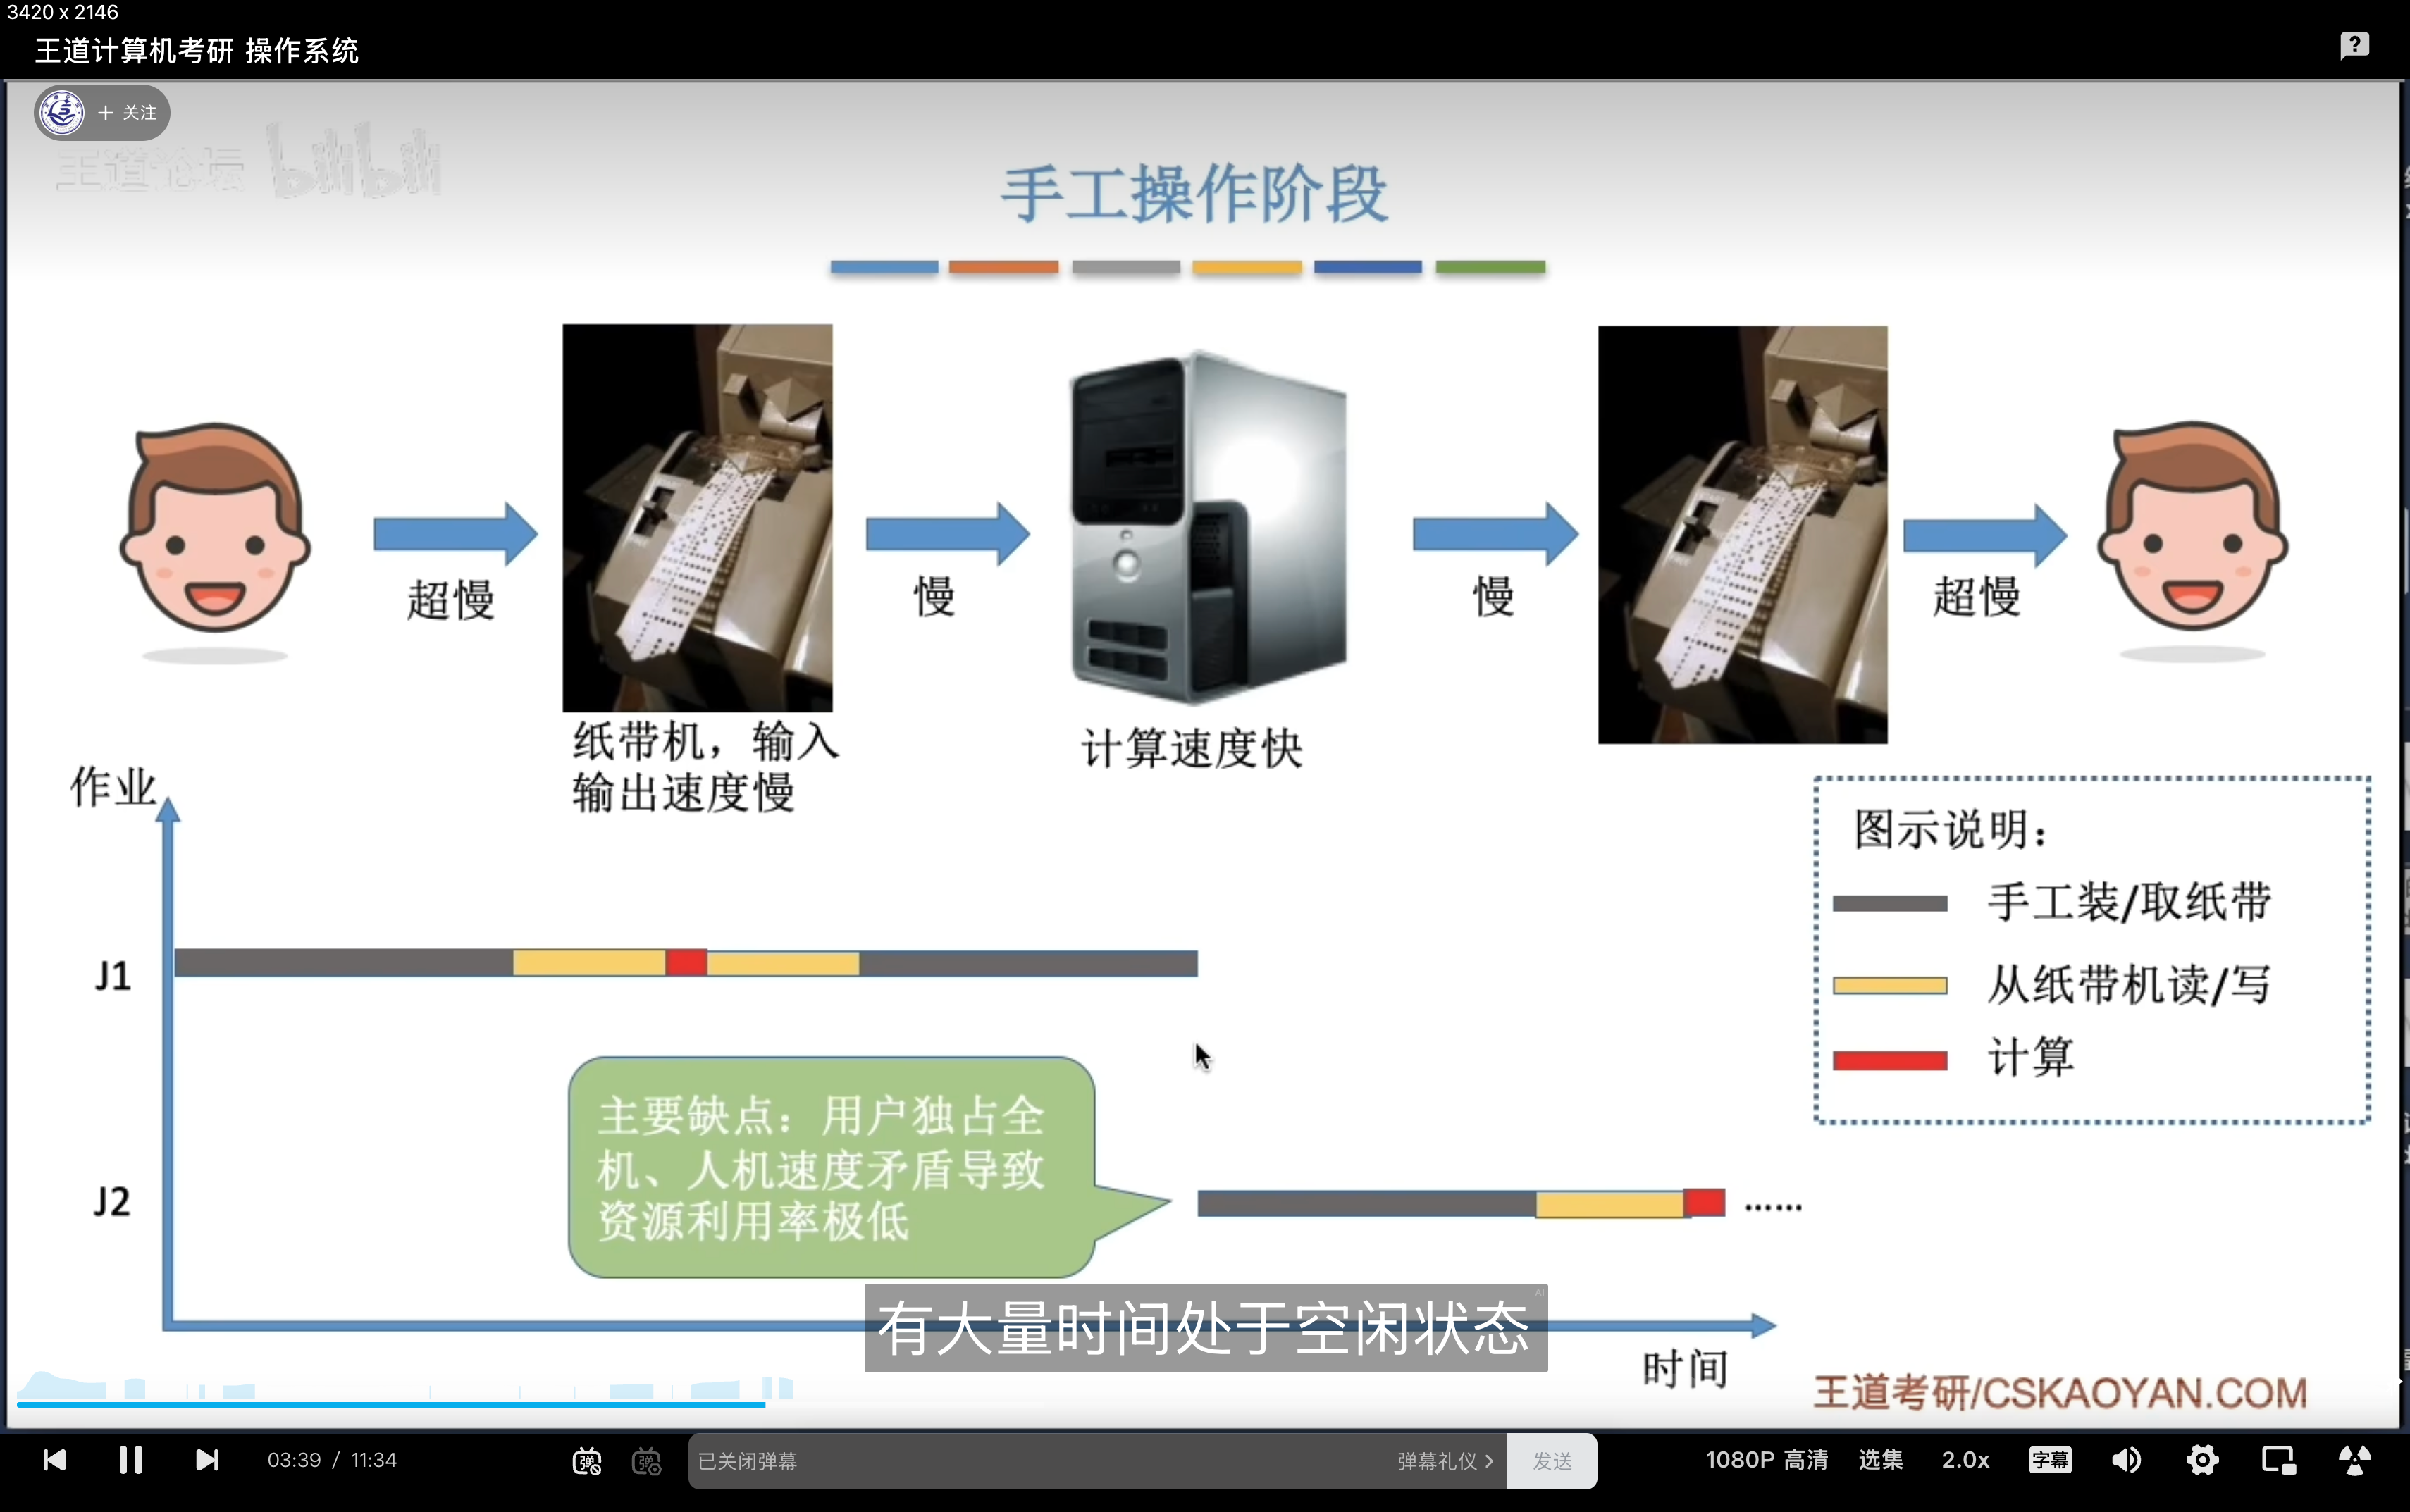 3420 x 2146
王道计算机考研 操作系统
+ 关注
王道论坛 bilibili
手工操作阶段
超慢
慢
慢
超慢
纸带机，输入
输出速度慢
计算速度快
作业
图示说明：
手工装/取纸带
从纸带机读/写
计算
J1
主要缺点：用户独占全
机、人机速度矛盾导致
资源利用率极低
J2
……
AI
有大量时间处于空闲状态
时间
王道考研/CSKAOYAN.COM
03:39 / 11:34
弹
弹
已关闭弹幕
弹幕礼仪 >
发送
1080P 高清
选集
2.0x
字幕